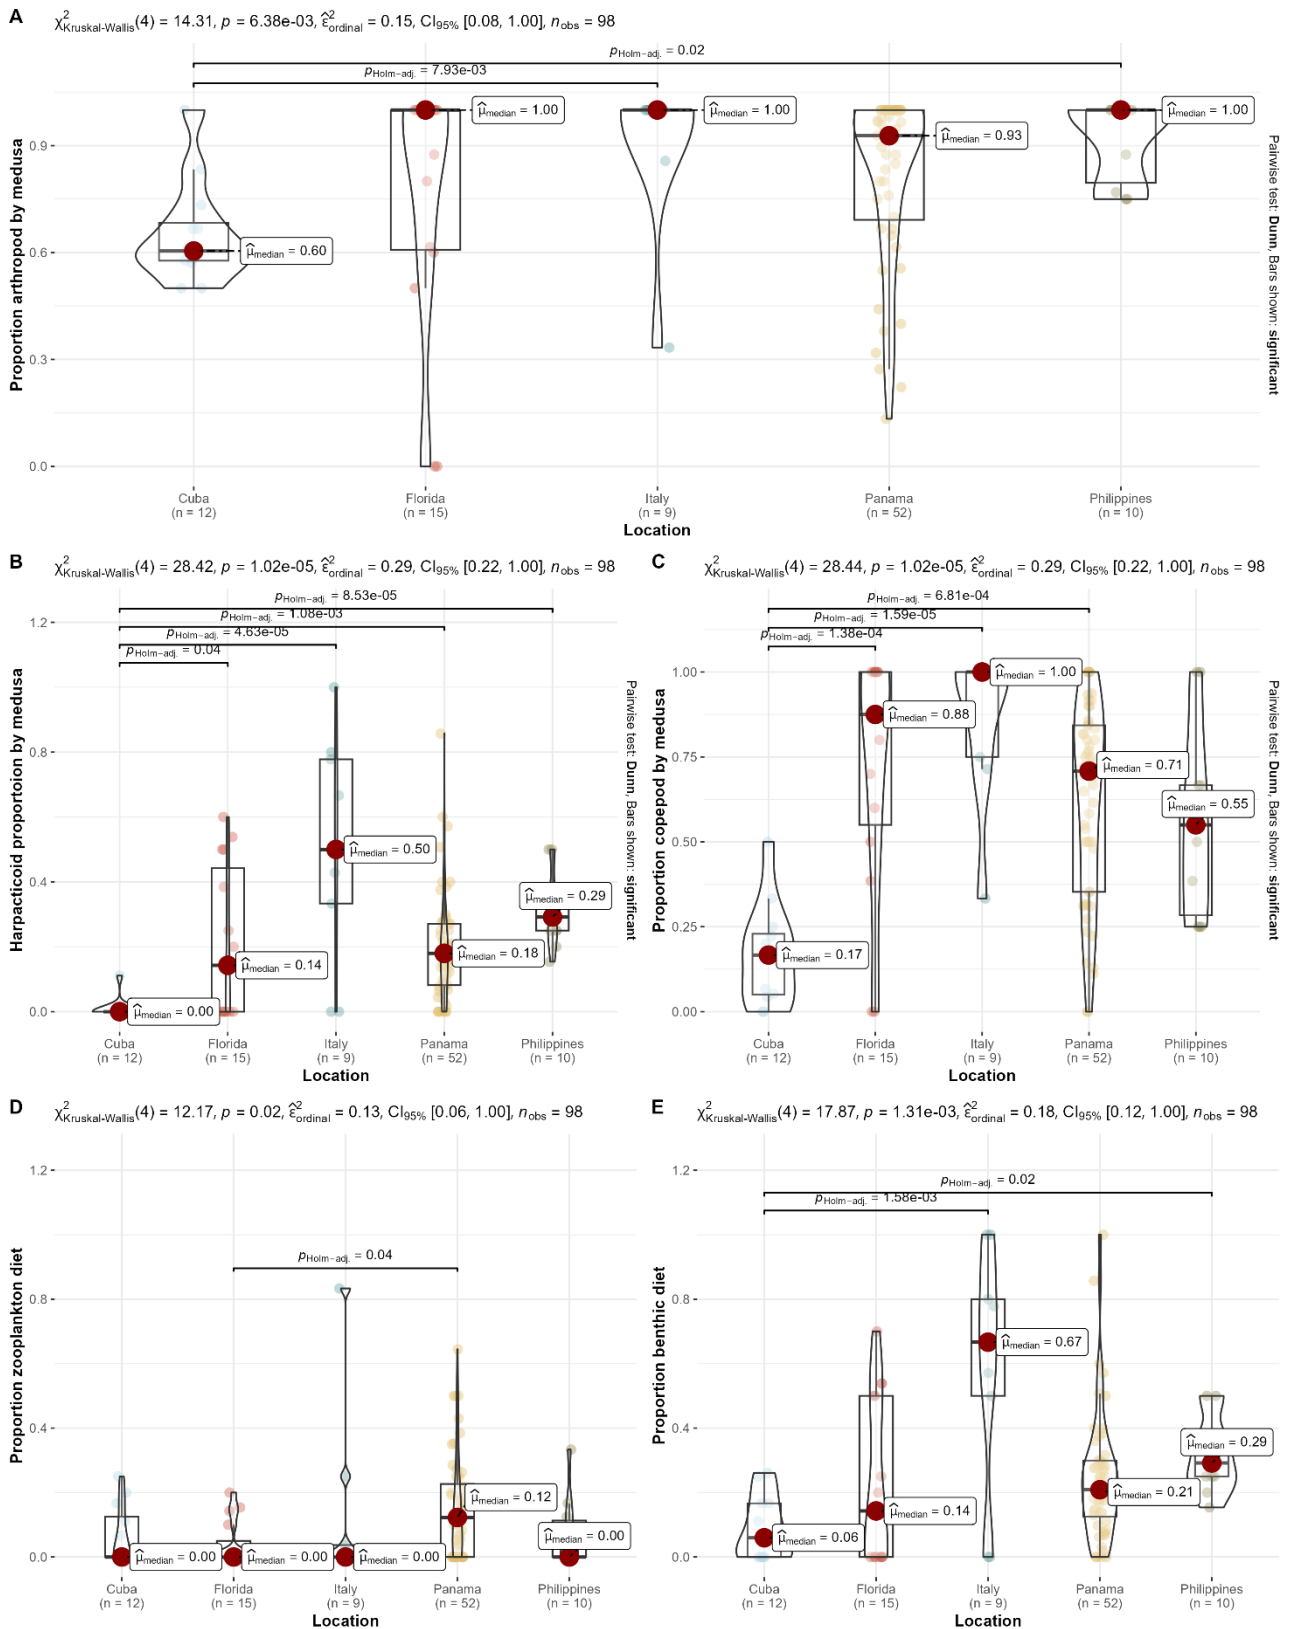 A
χ²Kruskal-Wallis(4) = 14.31, p = 6.38e-03, ε̂²ordinal = 0.15, CI95% [0.08, 1.00], nobs = 98
pHolm-adj. = 0.02
pHolm-adj. = 7.93e-03
μ̂median = 0.60
μ̂median = 1.00
μ̂median = 1.00
μ̂median = 0.93
μ̂median = 1.00
Proportion arthropod by medusa
0.9
0.6
0.3
0.0
Pairwise test: Dunn, Bars shown: significant
Cuba
(n = 12)
Florida
(n = 15)
Italy
(n = 9)
Panama
(n = 52)
Philippines
(n = 10)
Location
B
χ²Kruskal-Wallis(4) = 28.42, p = 1.02e-05, ε̂²ordinal = 0.29, CI95% [0.22, 1.00], nobs = 98
pHolm-adj. = 8.53e-05
pHolm-adj. = 1.08e-03
pHolm-adj. = 4.63e-05
pHolm-adj. = 0.04
μ̂median = 0.00
μ̂median = 0.14
μ̂median = 0.50
μ̂median = 0.18
μ̂median = 0.29
Harpacticoid proportion by medusa
1.2
0.8
0.4
0.0
Pairwise test: Dunn, Bars shown: significant
Cuba
(n = 12)
Florida
(n = 15)
Italy
(n = 9)
Panama
(n = 52)
Philippines
(n = 10)
Location
C
χ²Kruskal-Wallis(4) = 28.44, p = 1.02e-05, ε̂²ordinal = 0.29, CI95% [0.22, 1.00], nobs = 98
pHolm-adj. = 6.81e-04
pHolm-adj. = 1.59e-05
pHolm-adj. = 1.38e-04
μ̂median = 0.17
μ̂median = 0.88
μ̂median = 1.00
μ̂median = 0.71
μ̂median = 0.55
Proportion copepod by medusa
1.00
0.75
0.50
0.25
0.00
Pairwise test: Dunn, Bars shown: significant
Cuba
(n = 12)
Florida
(n = 15)
Italy
(n = 9)
Panama
(n = 52)
Philippines
(n = 10)
Location
D
χ²Kruskal-Wallis(4) = 12.17, p = 0.02, ε̂²ordinal = 0.13, CI95% [0.06, 1.00], nobs = 98
pHolm-adj. = 0.04
μ̂median = 0.00
μ̂median = 0.00
μ̂median = 0.00
μ̂median = 0.12
μ̂median = 0.00
Proportion zooplankton diet
1.2
0.8
0.4
0.0
Cuba
(n = 12)
Florida
(n = 15)
Italy
(n = 9)
Panama
(n = 52)
Philippines
(n = 10)
Location
E
χ²Kruskal-Wallis(4) = 17.87, p = 1.31e-03, ε̂²ordinal = 0.18, CI95% [0.12, 1.00], nobs = 98
pHolm-adj. = 0.02
pHolm-adj. = 1.58e-03
μ̂median = 0.06
μ̂median = 0.14
μ̂median = 0.67
μ̂median = 0.21
μ̂median = 0.29
Proportion benthic diet
1.2
0.8
0.4
0.0
Cuba
(n = 12)
Florida
(n = 15)
Italy
(n = 9)
Panama
(n = 52)
Philippines
(n = 10)
Location